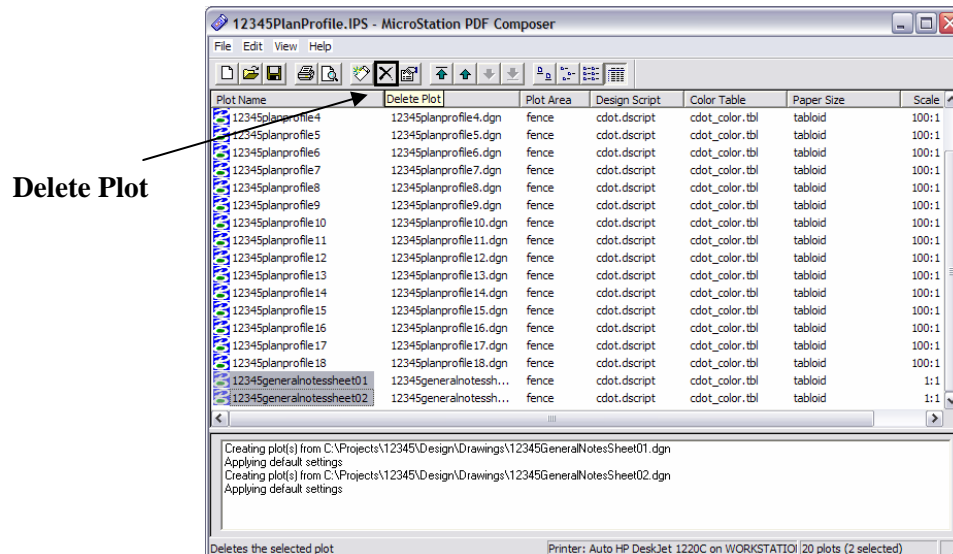 12345PlanProfile.IPS - MicroStation PDF Composer
File Edit View Help
Plot Name Delete Plot Plot Area Design Script Color Table Paper Size Scale
12345planprofile4 12345planprofile4.dgn fence cdot.dscript cdot_color.tbl tabloid 100:1
12345planprofile5 12345planprofile5.dgn fence cdot.dscript cdot_color.tbl tabloid 100:1
12345planprofile6 12345planprofile6.dgn fence cdot.dscript cdot_color.tbl tabloid 100:1
12345planprofile7 12345planprofile7.dgn fence cdot.dscript cdot_color.tbl tabloid 100:1
Delete Plot
12345planprofile8 12345planprofile8.dgn fence cdot.dscript cdot_color.tbl tabloid 100:1
12345planprofile9 12345planprofile9.dgn fence cdot.dscript cdot_color.tbl tabloid 100:1
12345planprofile10 12345planprofile10.dgn fence cdot.dscript cdot_color.tbl tabloid 100:1
12345planprofile11 12345planprofile11.dgn fence cdot.dscript cdot_color.tbl tabloid 100:1
12345planprofile12 12345planprofile12.dgn fence cdot.dscript cdot_color.tbl tabloid 100:1
12345planprofile13 12345planprofile13.dgn fence cdot.dscript cdot_color.tbl tabloid 100:1
12345planprofile14 12345planprofile14.dgn fence cdot.dscript cdot_color.tbl tabloid 100:1
12345planprofile15 12345planprofile15.dgn fence cdot.dscript cdot_color.tbl tabloid 100:1
12345planprofile16 12345planprofile16.dgn fence cdot.dscript cdot_color.tbl tabloid 100:1
12345planprofile17 12345planprofile17.dgn fence cdot.dscript cdot_color.tbl tabloid 100:1
12345planprofile18 12345planprofile18.dgn fence cdot.dscript cdot_color.tbl tabloid 100:1
12345generalnotessheet01 12345generalnotessh... fence cdot.dscript cdot_color.tbl tabloid 1:1
12345generalnotessheet02 12345generalnotessh... fence cdot.dscript cdot_color.tbl tabloid 1:1
Creating plot(s) from C:\Projects\12345\Design\Drawings\12345GeneralNotesSheet01.dgn
Applying default settings
Creating plot(s) from C:\Projects\12345\Design\Drawings\12345GeneralNotesSheet02.dgn
Applying default settings
Deletes the selected plot Printer: Auto HP DeskJet 1220C on WORKSTATIO 20 plots (2 selected)